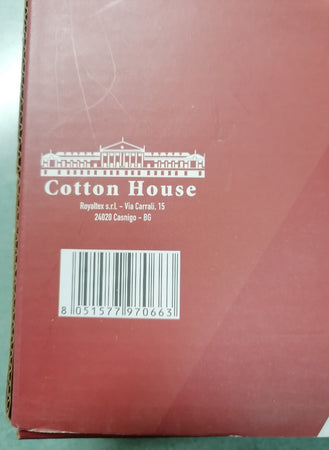 Cotton House
Royaltex s.r.l. - Via Carrali, 15
24020 Casnigo - BG
8 051577 970663